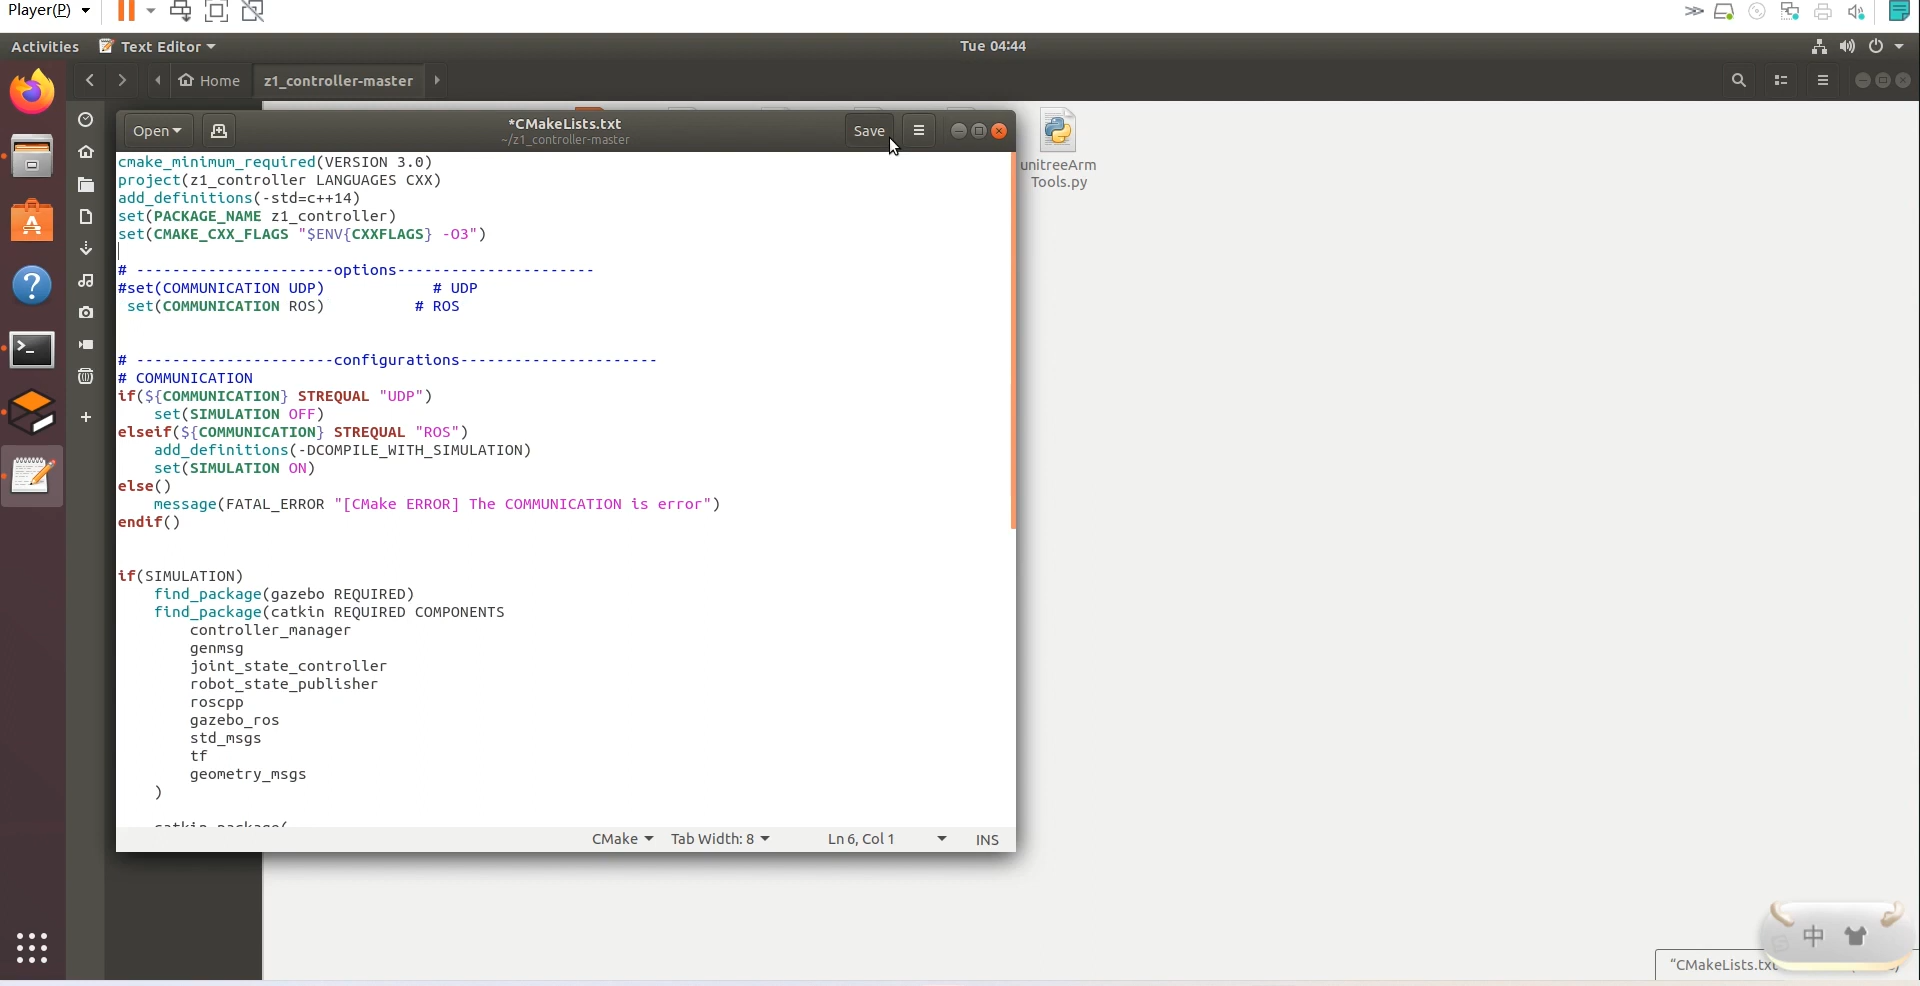 Player(P)
Activities
Text Editor
Tue 04:44
Home
z1_controller-master
Open
*CMakeLists.txt
~/z1_controller-master
Save
unitreeArm
Tools.py
cmake_minimum_required(VERSION 3.0)
project(z1_controller LANGUAGES CXX)
add_definitions(-std=c++14)
set(PACKAGE_NAME z1_controller)
set(CMAKE_CXX_FLAGS "$ENV{CXXFLAGS} -O3")
# ----------------------options----------------------
#set(COMMUNICATION UDP)            # UDP
 set(COMMUNICATION ROS)          # ROS
# ----------------------configurations----------------------
# COMMUNICATION
if(${COMMUNICATION} STREQUAL "UDP")
    set(SIMULATION OFF)
elseif(${COMMUNICATION} STREQUAL "ROS")
    add_definitions(-DCOMPILE_WITH_SIMULATION)
    set(SIMULATION ON)
else()
    message(FATAL_ERROR "[CMake ERROR] The COMMUNICATION is error")
endif()
if(SIMULATION)
    find_package(gazebo REQUIRED)
    find_package(catkin REQUIRED COMPONENTS
        controller_manager
        genmsg
        joint_state_controller
        robot_state_publisher
        roscpp
        gazebo_ros
        std_msgs
        tf
        geometry_msgs
    )
    catkin_package(
CMake
Tab Width: 8
Ln 6, Col 1
INS
中
"CMakeLists.txt